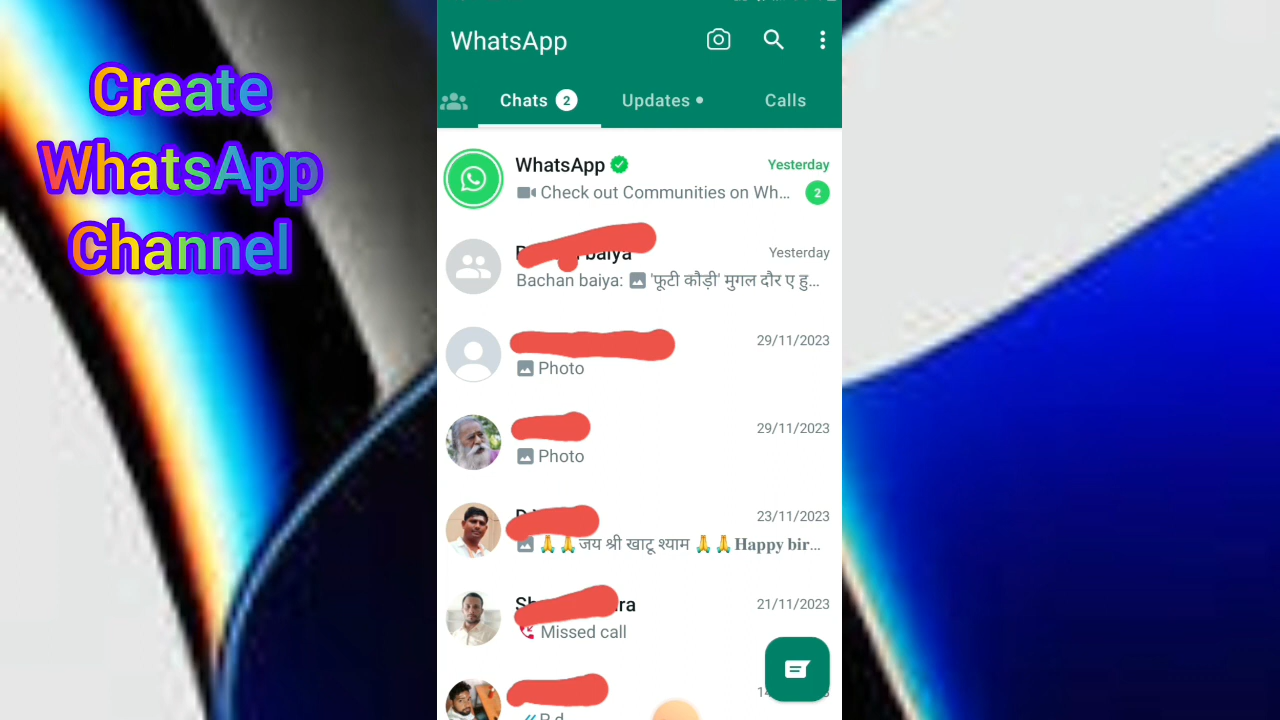 Create
WhatsApp
Channel
WhatsApp
Chats 2
Updates
Calls
WhatsApp
Yesterday
Check out Communities on Wh...
2
baiya
Yesterday
Bachan baiya: 'फूटी कौड़ी' मुगल दौर ए हु...
29/11/2023
Photo
29/11/2023
Photo
23/11/2023
🙏🙏जय श्री खाटू श्याम 🙏🙏Happy bir...
21/11/2023
Missed call